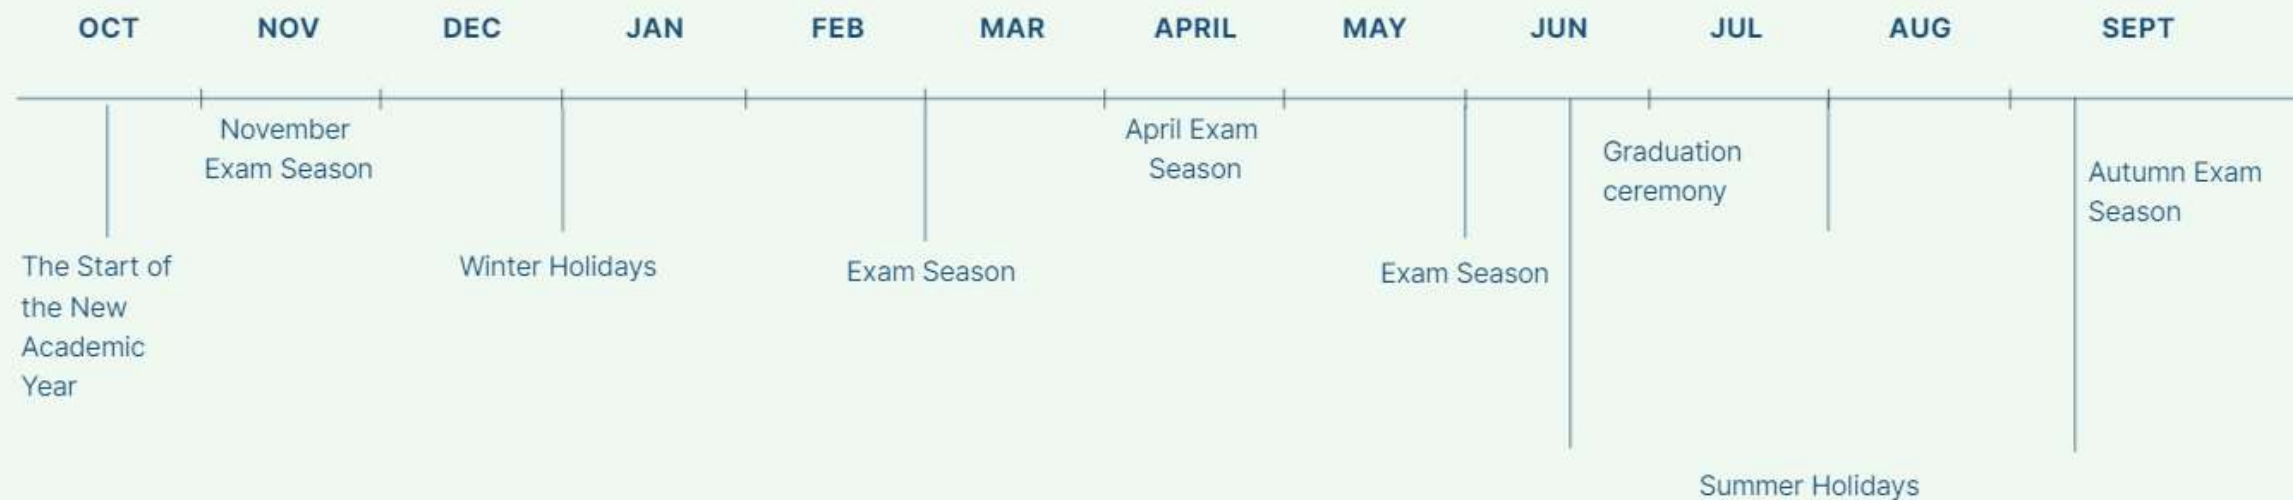 OCT NOV DEC JAN FEB MAR APRIL MAY JUN JUL AUG SEPT
November
Exam Season
April Exam
Season
Graduation
ceremony
Autumn Exam
Season
The Start of
the New
Academic
Year
Winter Holidays
Exam Season
Exam Season
Summer Holidays